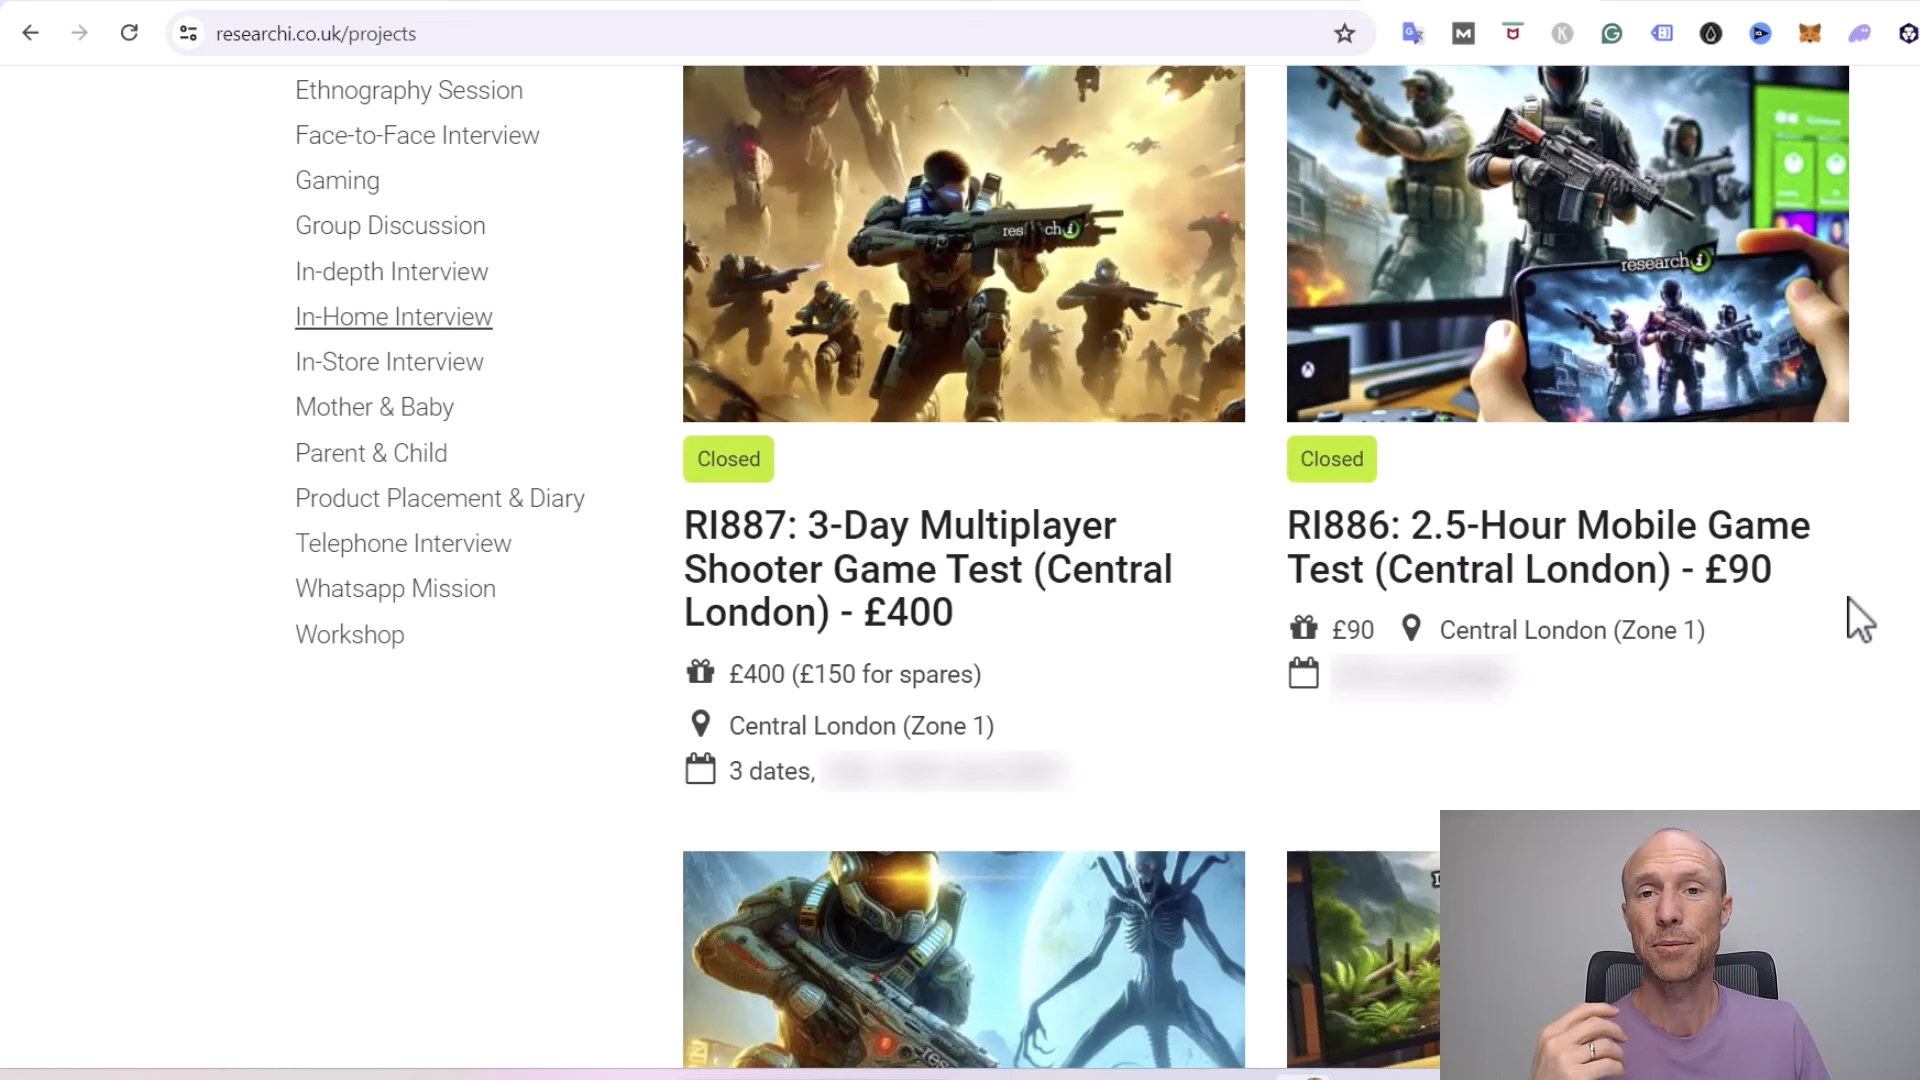 researchi.co.uk/projects
Ethnography Session
Face-to-Face Interview
Gaming
Group Discussion
In-depth Interview
In-Home Interview
In-Store Interview
Mother & Baby
Parent & Child
Product Placement & Diary
Telephone Interview
Whatsapp Mission
Workshop
research i
Closed
RI887: 3-Day Multiplayer
Shooter Game Test (Central
London) - £400
£400 (£150 for spares)
Central London (Zone 1)
3 dates,
Closed
RI886: 2.5-Hour Mobile Game
Test (Central London) - £90
£90 Central London (Zone 1)